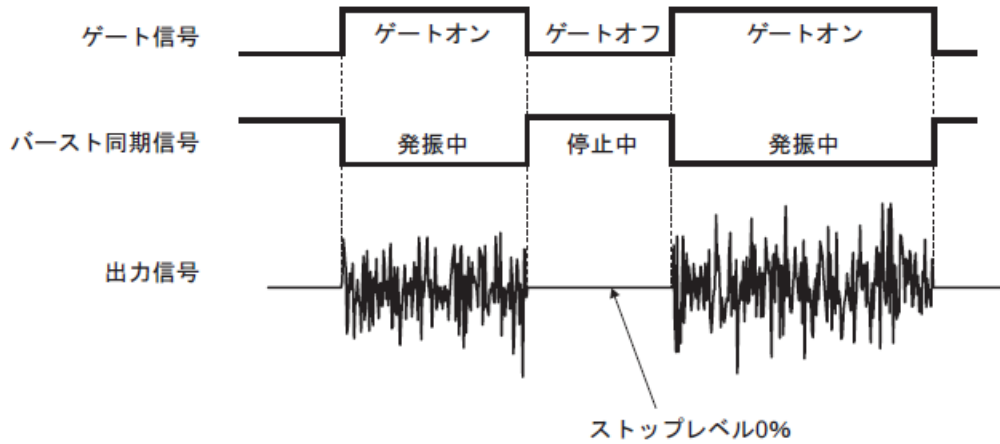 ゲート信号
ゲートオン
ゲートオフ
ゲートオン
バースト同期信号
発振中
停止中
発振中
出力信号
ストップレベル0%